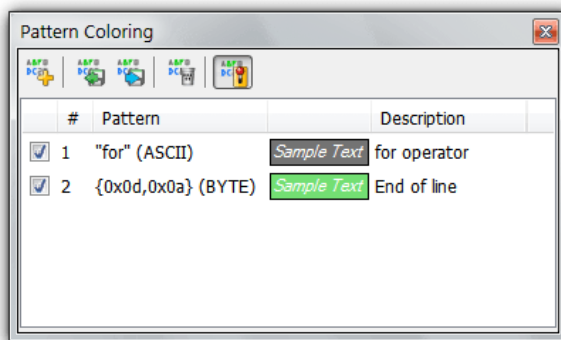 Pattern Coloring
# Pattern Description
1 "for" (ASCII) Sample Text for operator
2 {0x0d,0x0a} (BYTE) Sample Text End of line